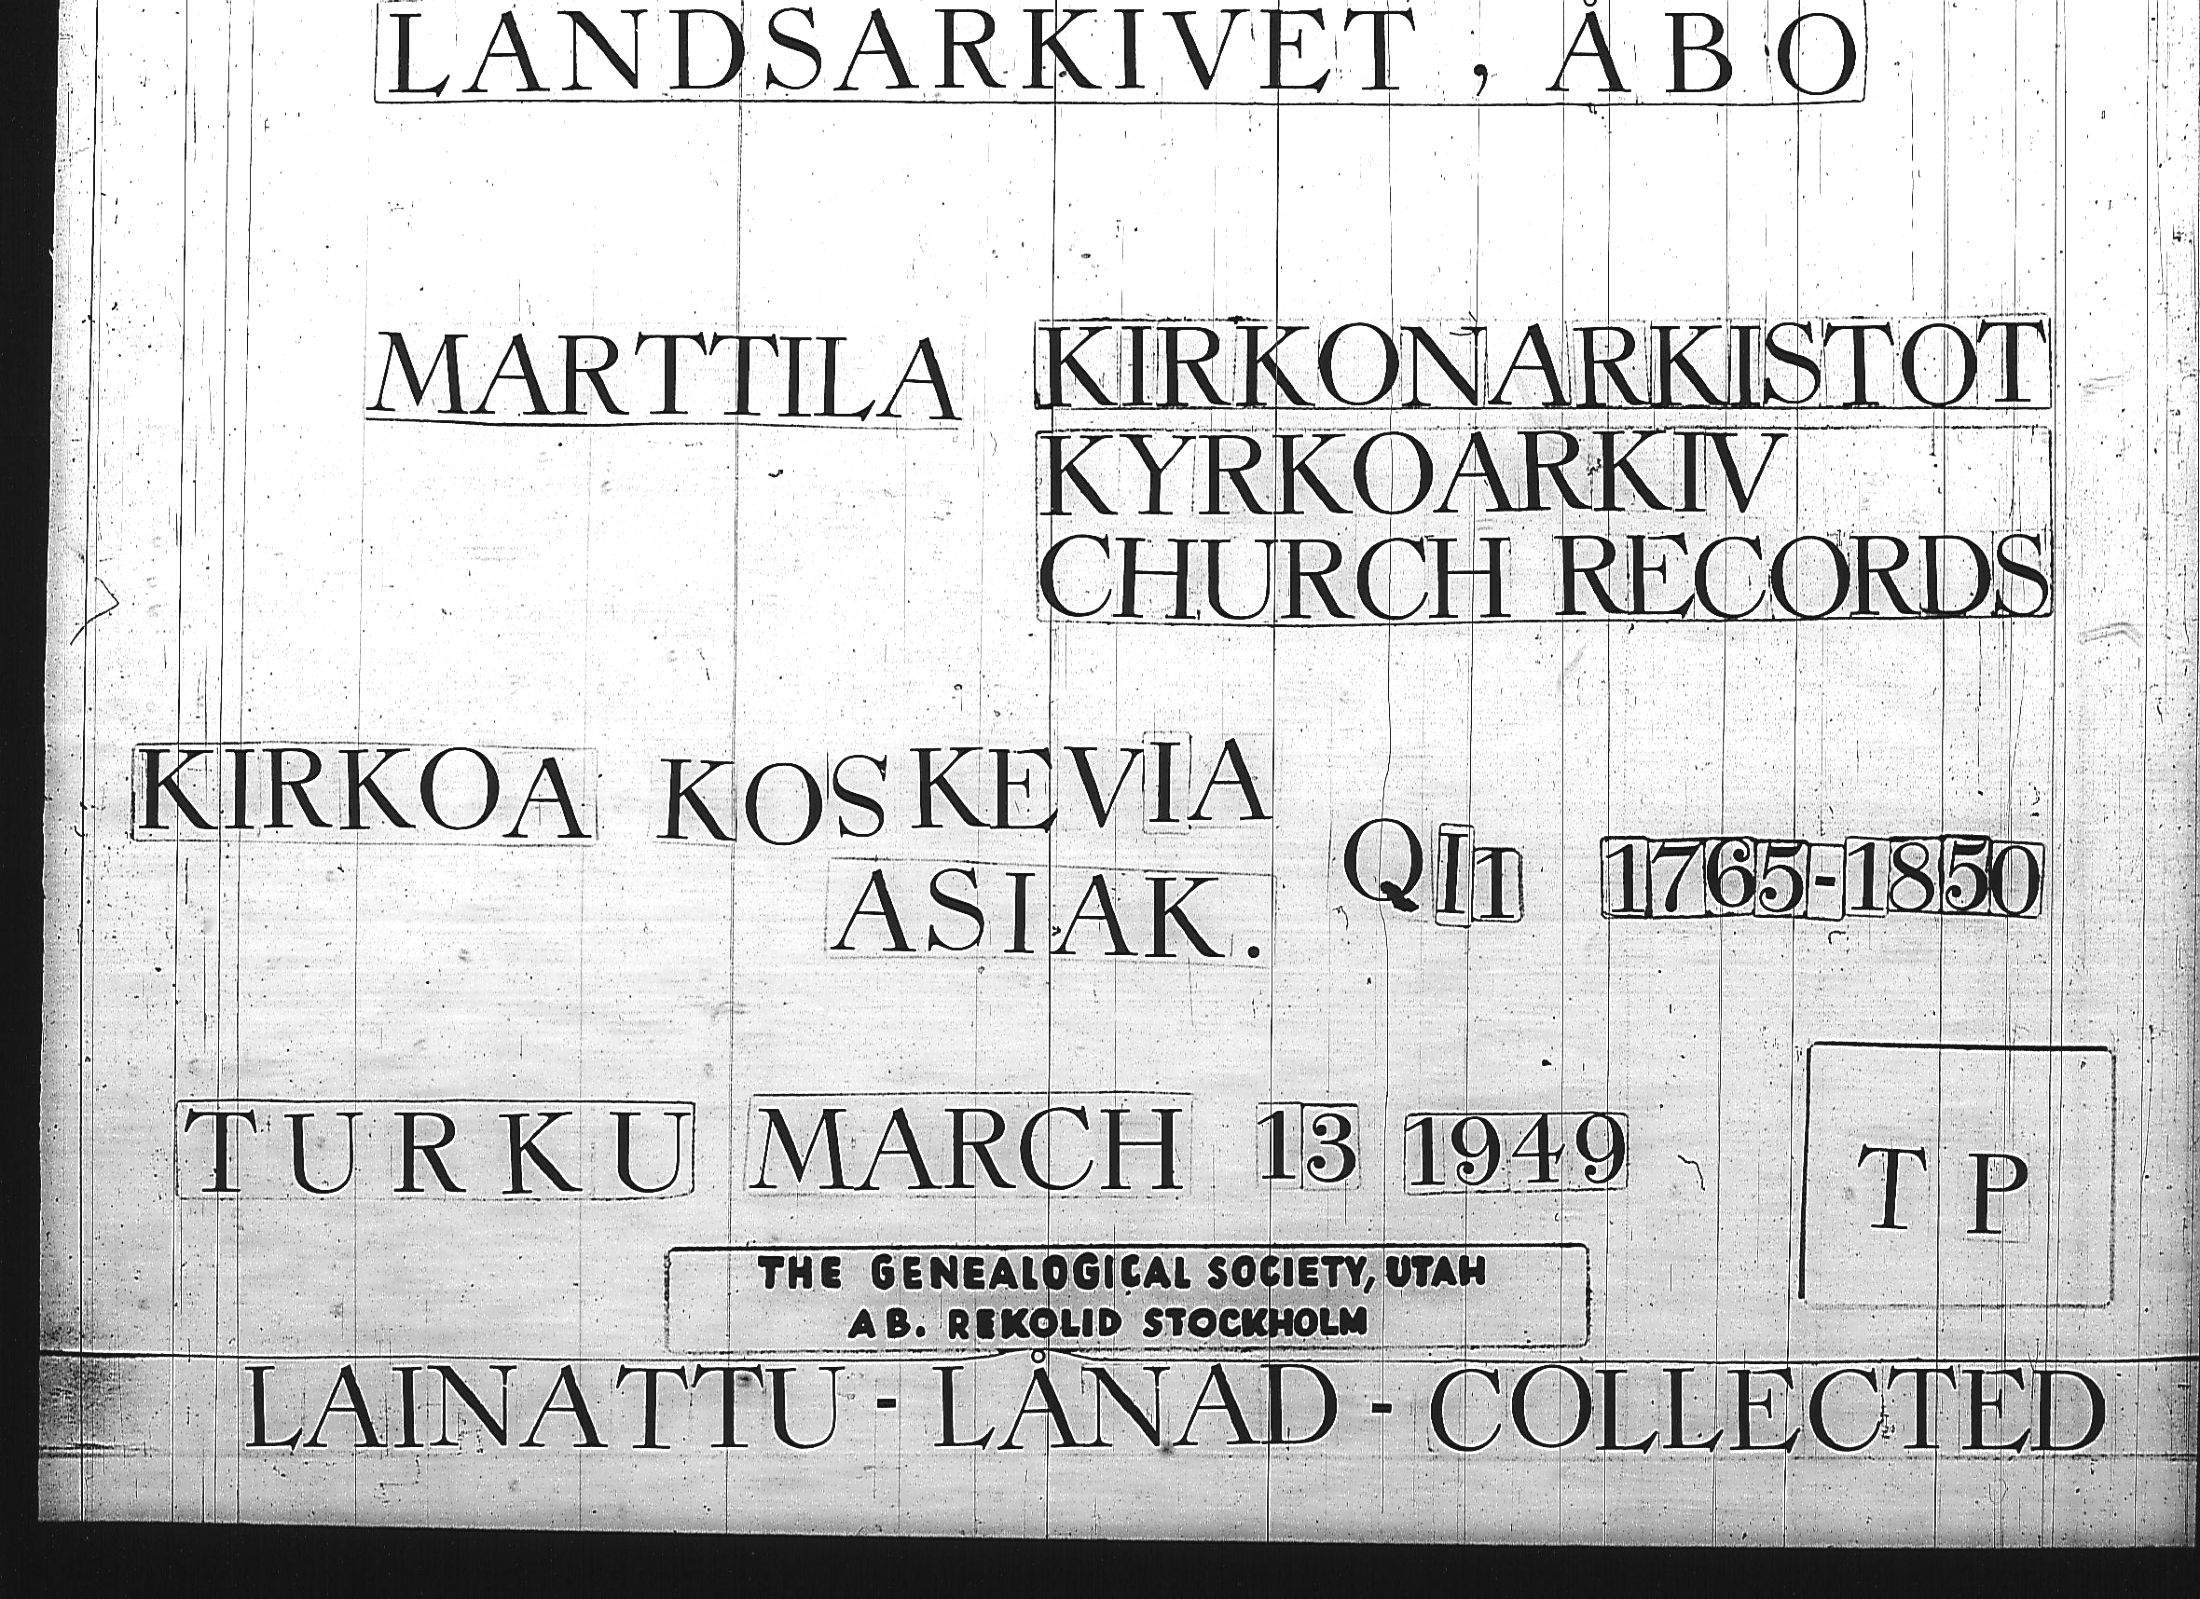 LANDSARKIVET, ÅBO
MARTTILA KIRKONARKISTOT
KYRKOARKIV
CHURCH RECORDS
KIRKOA KOSKEVIA
ASIAK. QI1 1765-1850
TURKU MARCH 13 1949
TP
THE GENEALOGICAL SOCIETY, UTAH
AB. REKOLID STOCKHOLM
LAINATTU - LÅNAD - COLLECTED